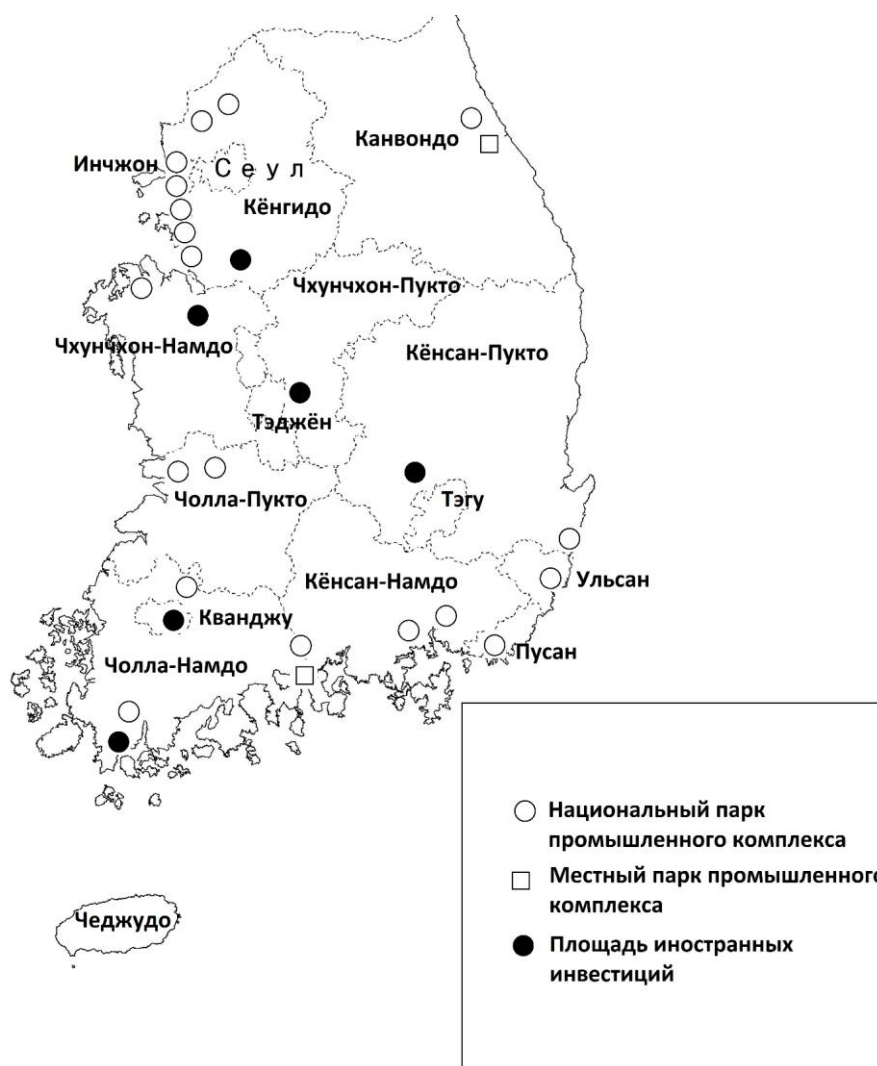 Канвондо
Инчжон
Сеул
Кёнгидо
Чхунчхон-Пукто
Чхунчхон-Намдо
Кёнсан-Пукто
Тэджён
Чолла-Пукто
Тэгу
Кёнсан-Намдо
Ульсан
Кванджу
Пусан
Чолла-Намдо
Национальный парк
промышленного комплекса
Местный парк промышленного
комплекса
Чеджудо
Площадь иностранных
инвестиций